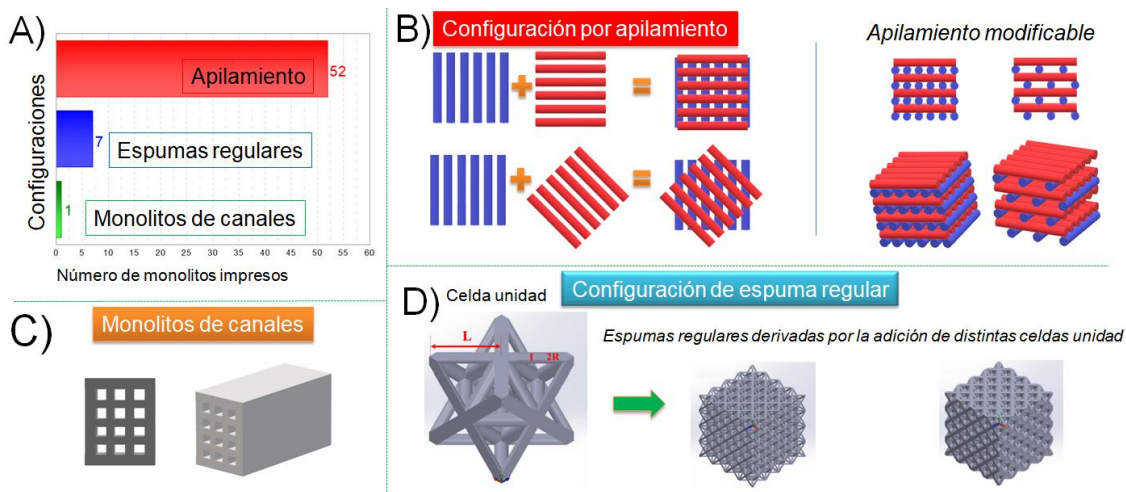 A)
Configuraciones
Apilamiento
52
Espumas regulares
7
Monolitos de canales
1
0 5 10 15 20 25 30 35 40 45 50 55 60
Número de monolitos impresos
B)
Configuración por apilamiento
Apilamiento modificable
C)
Monolitos de canales
D)
Celda unidad
Configuración de espuma regular
Espumas regulares derivadas por la adición de distintas celdas unidad
L
2R